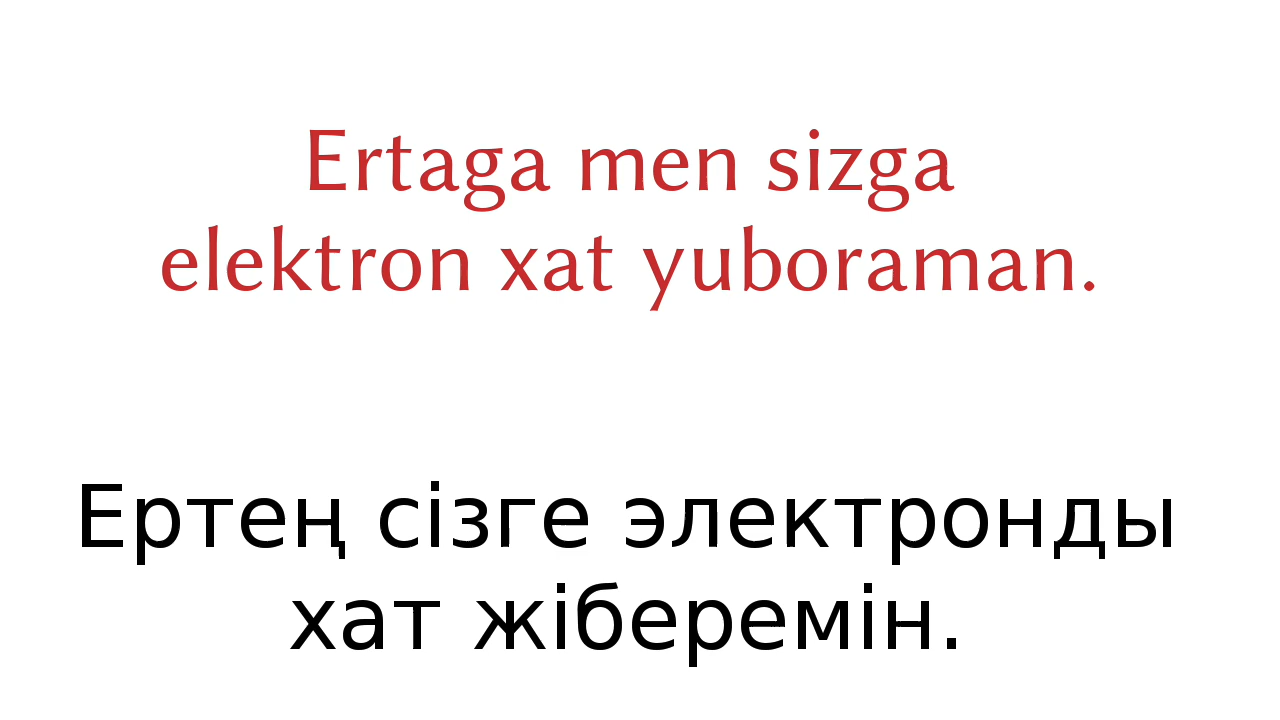 Ertaga men sizga
elektron xat yuboraman.
Ертең сізге электронды
хат жіберемін.